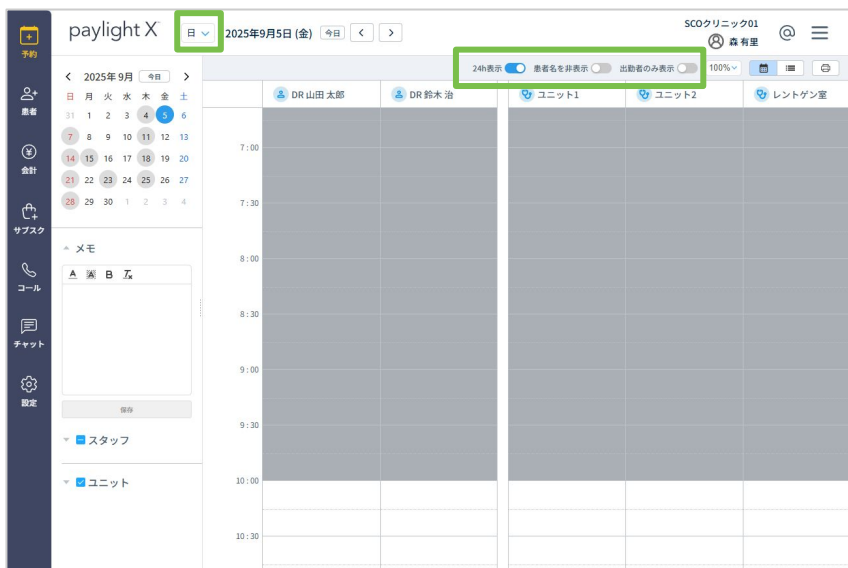 予約
患者
会計
サブスク
コール
チャット
設定
paylight X
日
2025年9月5日 (金)
今日
SCOクリニック01
森 有里
24h表示
患者名を非表示
出勤者のみ表示
100%
2025年 9月
今日
日 月 火 水 木 金 土
31 1 2 3 4 5 6
7 8 9 10 11 12 13
14 15 16 17 18 19 20
21 22 23 24 25 26 27
28 29 30 1 2 3 4
メモ
A A B Tx
保存
スタッフ
ユニット
DR 山田 太郎
DR 鈴木 治
ユニット1
ユニット2
レントゲン室
7:00
7:30
8:00
8:30
9:00
9:30
10:00
10:30